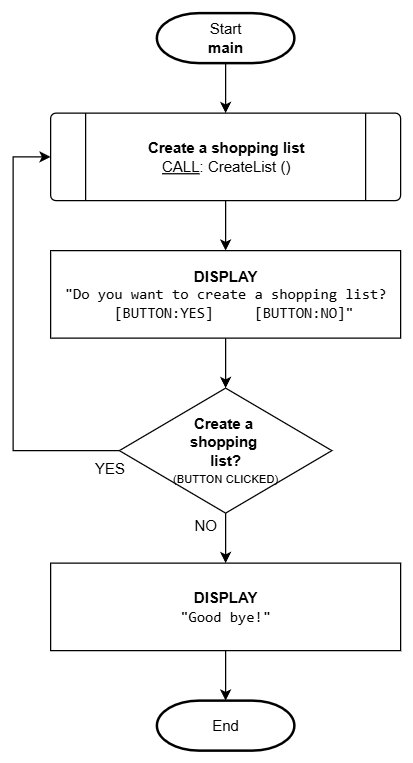 Start
main
Create a shopping list
CALL: CreateList ()
DISPLAY
"Do you want to create a shopping list?
[BUTTON:YES] [BUTTON:NO]"
Create a
shopping
list?
(BUTTON CLICKED)
YES
NO
DISPLAY
"Good bye!"
End